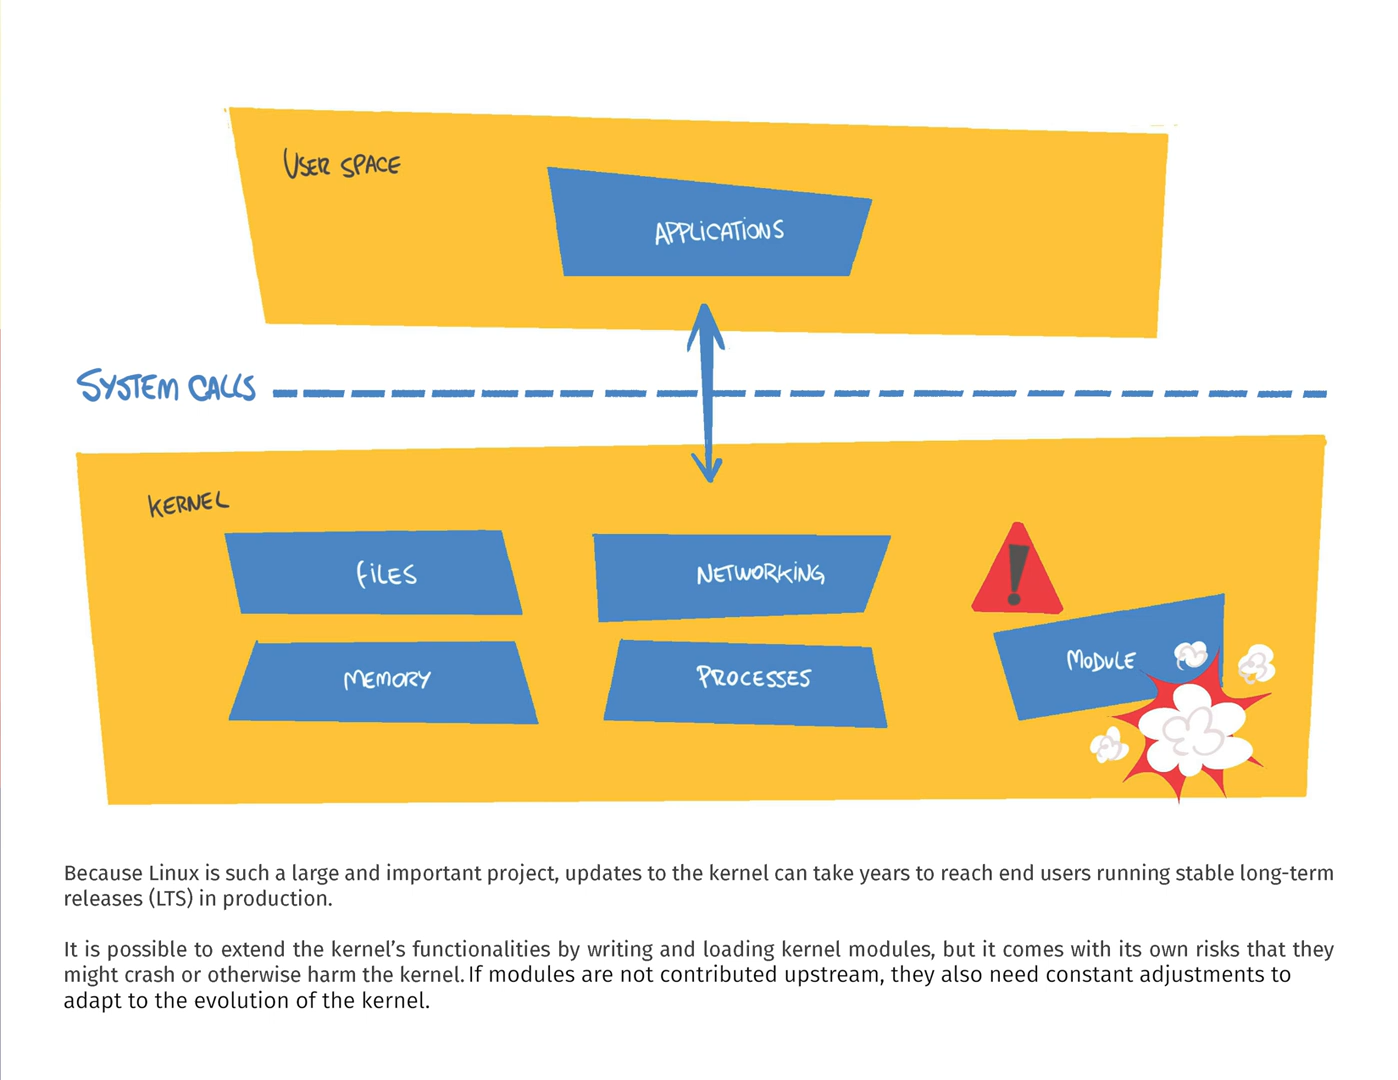 USER SPACE
APPLICATIONS
SYSTEM CALLS
KERNEL
FILES
NETWORKING
MEMORY
PROCESSES
MODULE
Because Linux is such a large and important project, updates to the kernel can take years to reach end users running stable long-term
releases (LTS) in production.
It is possible to extend the kernel’s functionalities by writing and loading kernel modules, but it comes with its own risks that they
might crash or otherwise harm the kernel. If modules are not contributed upstream, they also need constant adjustments to
adapt to the evolution of the kernel.